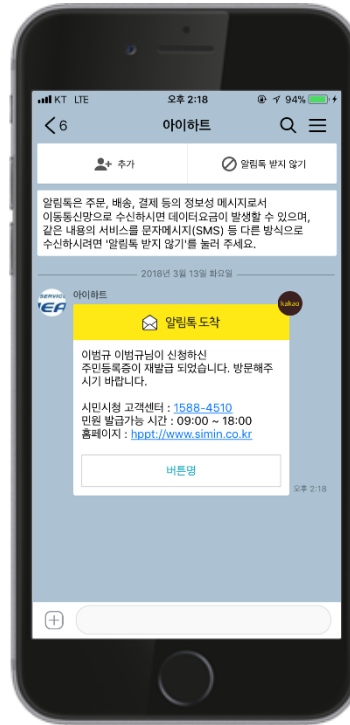 KT LTE 오후 2:18 94%
6 아이하트
추가 알림톡 받지 않기
알림톡은 주문, 배송, 결제 등의 정보성 메시지로서
이동통신망으로 수신하시면 데이터요금이 발생할 수 있으며,
같은 내용의 서비스를 문자메시지(SMS) 등 다른 방식으로
수신하시려면 '알림톡 받지 않기'를 눌러 주세요.
2018년 3월 13일 화요일
SERVICE
아이하트
kakao
알림톡 도착
이범규 이범규님이 신청하신
주민등록증이 재발급 되었습니다. 방문해주
시기 바랍니다.
시민시청 고객센터 : 1588-4510
민원 발급가능 시간 : 09:00 ~ 18:00
홈페이지 : hppt://www.simin.co.kr
버튼명
오후 2:18